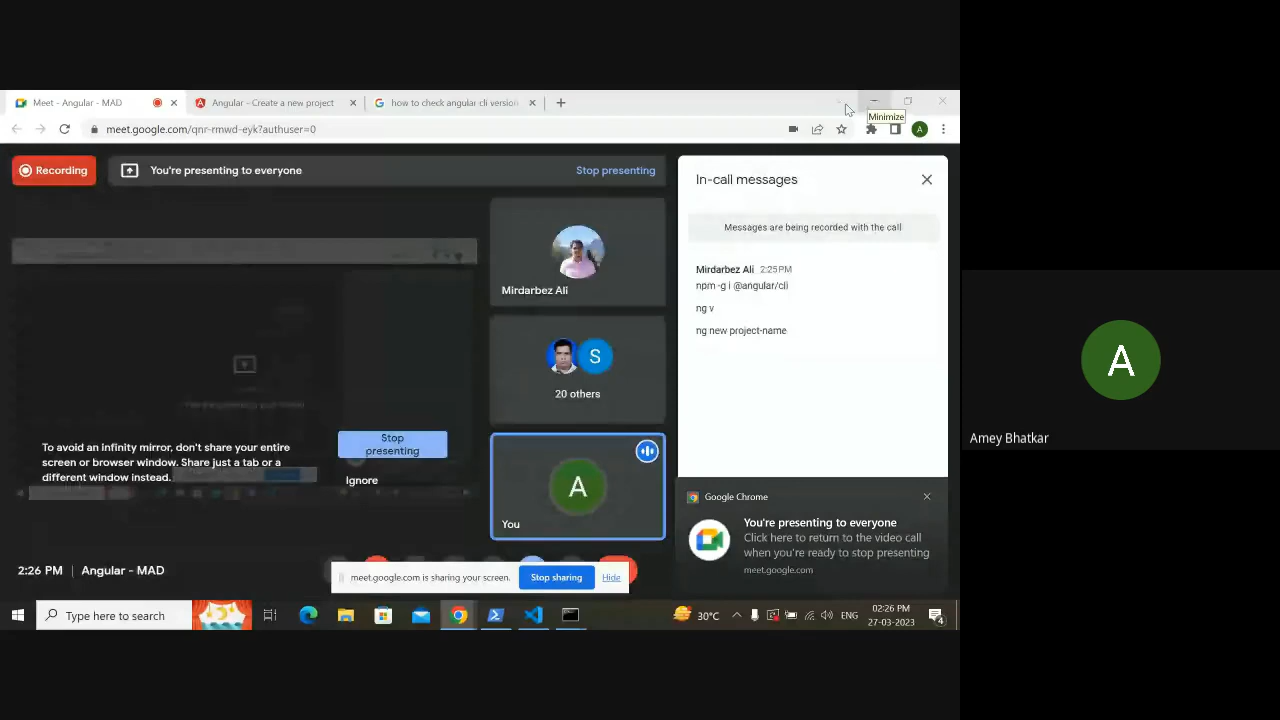 Meet - Angular - MAD
Angular - Create a new project
how to check angular cli version
Minimize
meet.google.com/qnr-rmwd-eyk?authuser=0
A
Recording
You're presenting to everyone
Stop presenting
In-call messages
Messages are being recorded with the call
Mirdarbez Ali 2:25 PM
npm -g i @angular/cli
ng v
ng new project-name
Mirdarbez Ali
S
20 others
To avoid an infinity mirror, don't share your entire
screen or browser window. Share just a tab or a
different window instead.
Stop
presenting
Ignore
A
You
A
Amey Bhatkar
Google Chrome
You're presenting to everyone
Click here to return to the video call
when you're ready to stop presenting
meet.google.com
2:26 PM | Angular - MAD
meet.google.com is sharing your screen.
Stop sharing
Hide
Type here to search
30°C
ENG
02:26 PM
27-03-2023
4